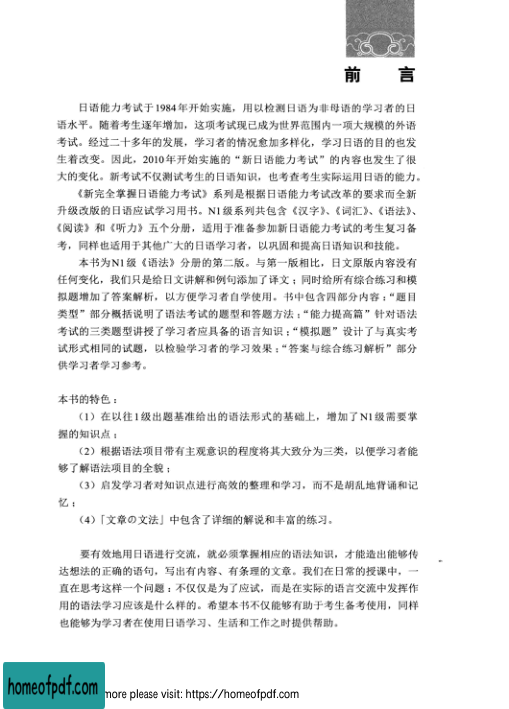 前 言
日语能力考试于1984年开始实施，用以检测日语为非母语的学习者的日
语水平。随着考生逐年增加，这项考试现已成为世界范围内一项大规模的外语
考试。经过二十多年的发展，学习者的情况愈加多样化，学习日语的目的也发
生着改变。因此，2010年开始实施的“新日语能力考试”的内容也发生了很
大的变化。新考试不仅测试考生的日语知识，也考查考生实际运用日语的能力。
《新完全掌握日语能力考试》系列是根据日语能力考试改革的要求而全新
升级改版的日语应试学习用书。N1级系列共包含《汉字》、《词汇》、《语法》、
《阅读》和《听力》五个分册，适用于准备参加新日语能力考试的考生复习备
考，同样也适用于其他广大的日语学习者，以巩固和提高日语知识和技能。
本书为N1级《语法》分册的第二版。与第一版相比，日文原版内容没有
任何变化，我们只是给日文讲解和例句添加了译文；同时给所有综合练习和模
拟题增加了答案解析，以方便学习者自学使用。书中包含四部分内容：“题目
类型”部分概括说明了语法考试的题型和答题方法；“能力提高篇”针对语法
考试的三类题型讲授了学习者应具备的语言知识；“模拟题”设计了与真实考
试形式相同的试题，以检验学习者的学习效果；“答案与综合练习解析”部分
供学习者学习参考。
本书的特色：
（1）在以往1级出题基准给出的语法形式的基础上，增加了N1级需要掌
握的知识点；
（2）根据语法项目带有主观意识的程度将其大致分为三类，以便学习者能
够了解语法项目的全貌；
（3）启发学习者对知识点进行高效的整理和学习，而不是胡乱地背诵和记
忆；
（4）「文章の文法」中包含了详细的解说和丰富的练习。
要有效地用日语进行交流，就必须掌握相应的语法知识，才能造出能够传
达想法的正确的语句，写出有内容、有条理的文章。我们在日常的授课中，一
直在思考这样一个问题：不仅仅是为了应试，而是在实际的语言交流中发挥作
用的语法学习应该是什么样的。希望本书不仅能够有助于考生备考使用，同样
也能够为学习者在使用日语学习、生活和工作之时提供帮助。
homeofpdf.com
more please visit: https://homeofpdf.com